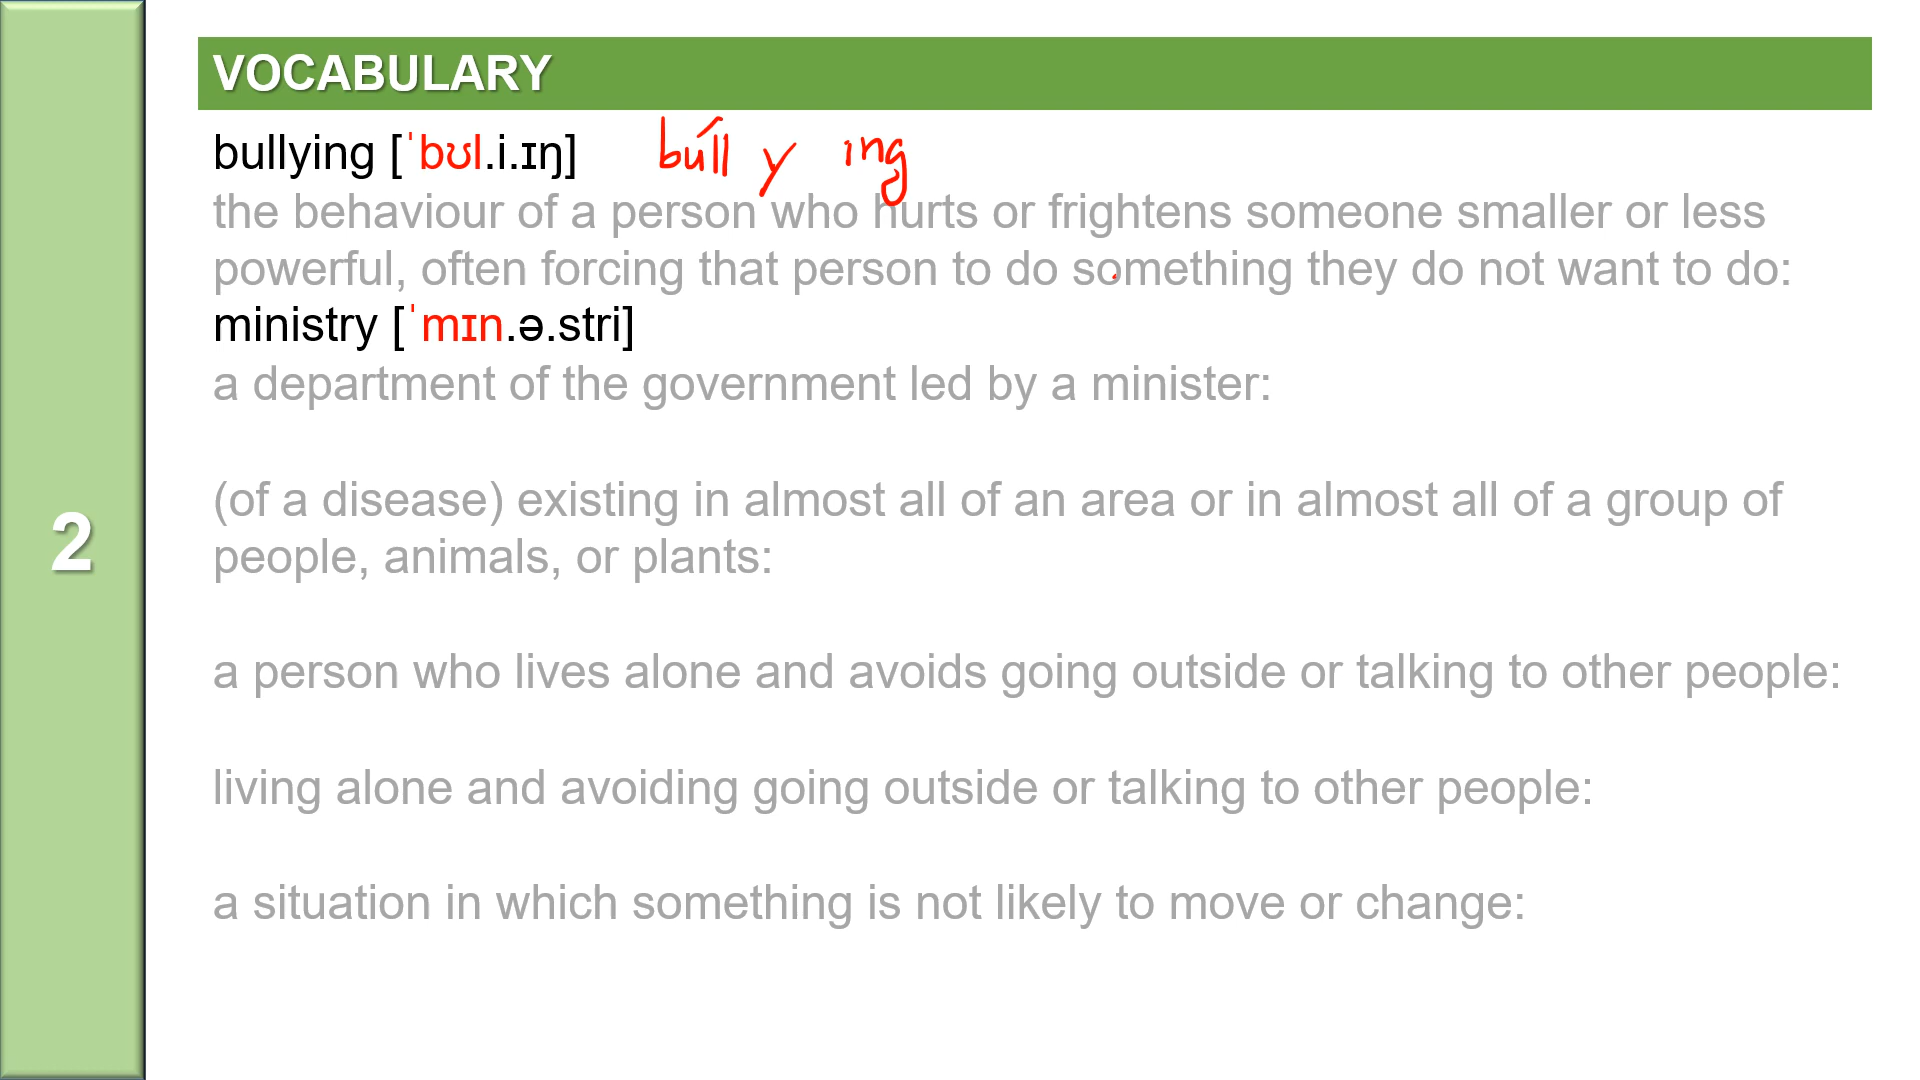 VOCABULARY
bullying [ˈbʊl.i.ɪŋ] búll y ing
the behaviour of a person who hurts or frightens someone smaller or less
powerful, often forcing that person to do something they do not want to do:
ministry [ˈmɪn.ə.stri]
a department of the government led by a minister:
(of a disease) existing in almost all of an area or in almost all of a group of
people, animals, or plants:
2
a person who lives alone and avoids going outside or talking to other people:
living alone and avoiding going outside or talking to other people:
a situation in which something is not likely to move or change: